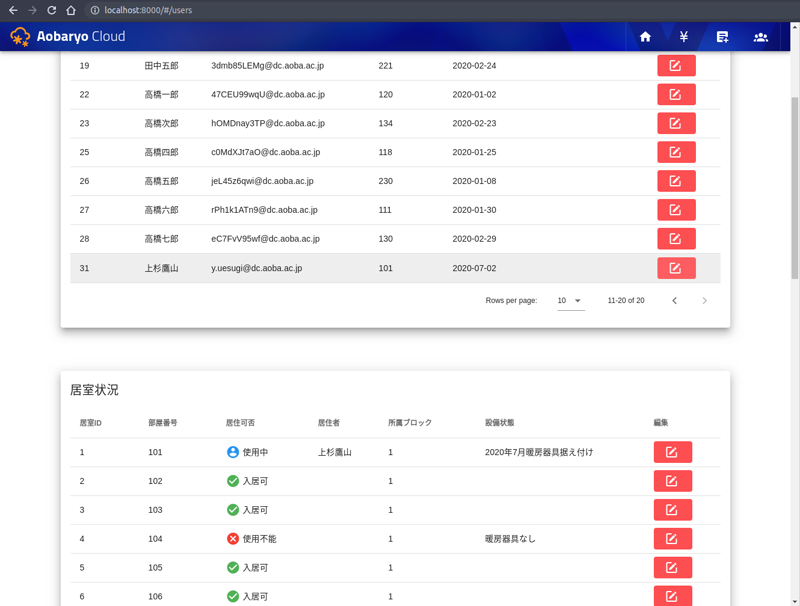 localhost:8000/#/users
Aobaryo Cloud
19 田中五郎 3dmb85LEMg@dc.aoba.ac.jp 221 2020-02-24
22 高橋一郎 47CEU99wqU@dc.aoba.ac.jp 120 2020-01-02
23 高橋次郎 hOMDnay3TP@dc.aoba.ac.jp 134 2020-02-23
25 高橋四郎 c0MdXJt7aO@dc.aoba.ac.jp 118 2020-01-25
26 高橋五郎 jeL45z6qwi@dc.aoba.ac.jp 230 2020-01-08
27 高橋六郎 rPh1k1ATn9@dc.aoba.ac.jp 111 2020-01-30
28 高橋七郎 eC7FvV95wf@dc.aoba.ac.jp 130 2020-02-29
31 上杉鷹山 y.uesugi@dc.aoba.ac.jp 101 2020-07-02
Rows per page: 10 11-20 of 20
居室状況
居室ID 部屋番号 居住可否 居住者 所属ブロック 設備状態 編集
1 101 使用中 上杉鷹山 1 2020年7月暖房器具据え付け
2 102 入居可 1
3 103 入居可 1
4 104 使用不能 1 暖房器具なし
5 105 入居可 1
6 106 入居可 1